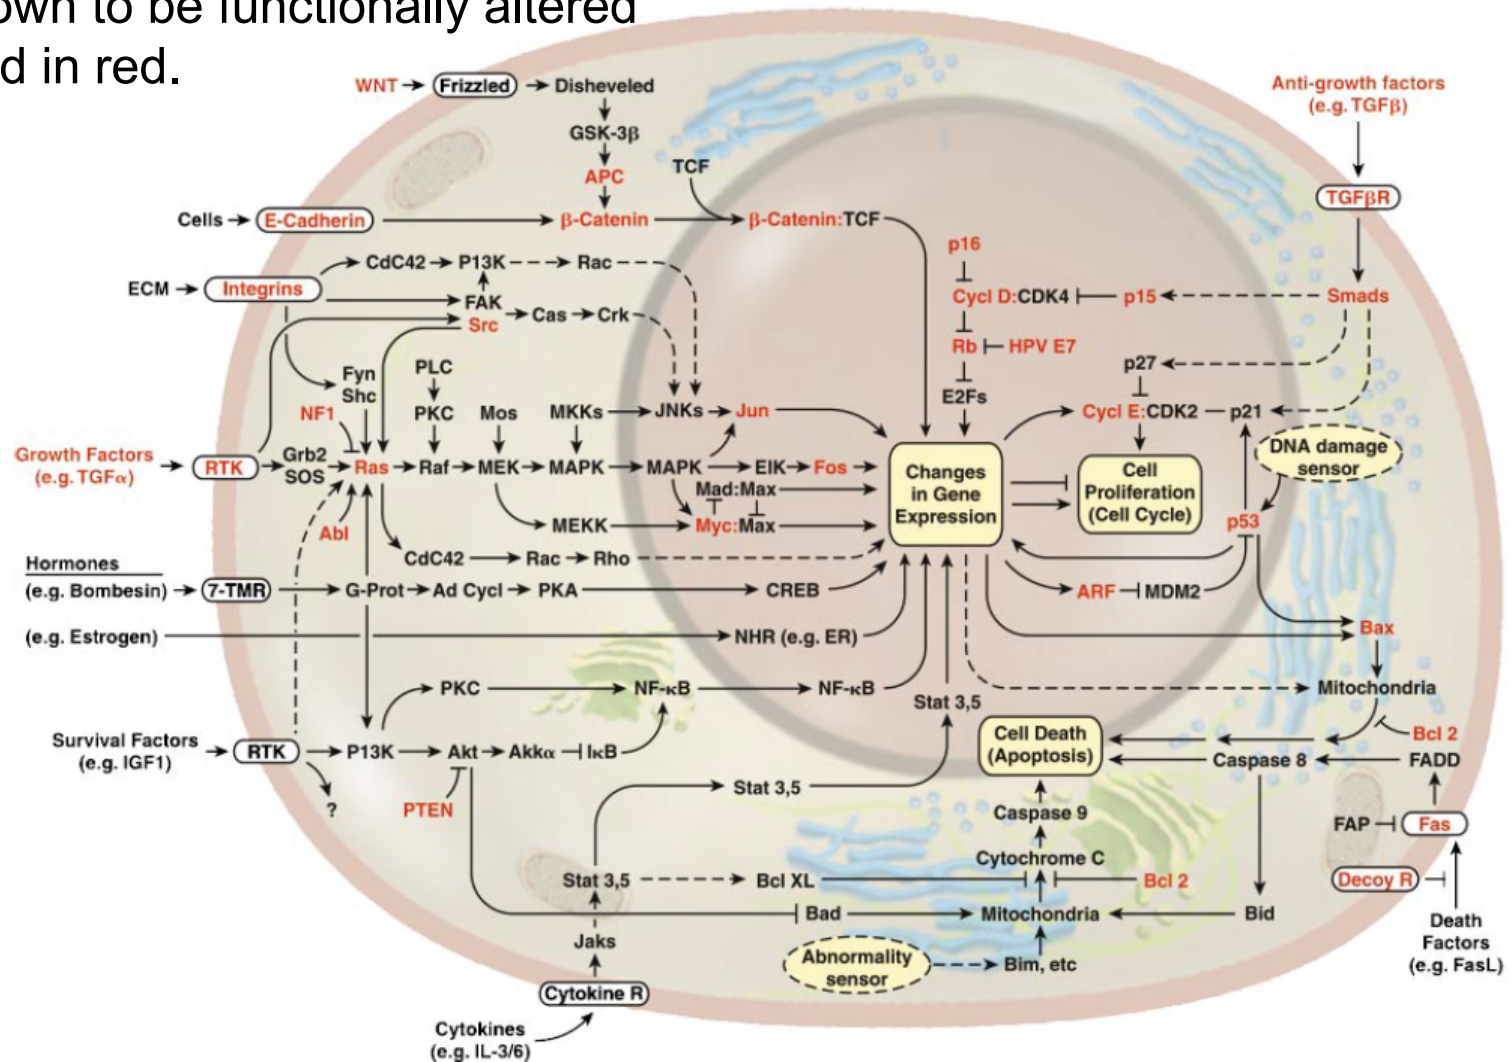 own to be functionally altered
d in red.
WNT
Frizzled
Disheveled
GSK-3β
APC
TCF
Cells
E-Cadherin
β-Catenin
β-Catenin:TCF
Anti-growth factors
(e.g. TGFβ)
TGFβR
Smads
ECM
Integrins
CdC42
P13K
Rac
FAK
Src
Cas
Crk
p16
Cycl D:CDK4
p15
Rb
HPV E7
E2Fs
p27
Cycl E:CDK2
p21
Fyn
Shc
PLC
NF1
PKC
Mos
MKKs
JNKs
Jun
Growth Factors
(e.g. TGFα)
RTK
Grb2
SOS
Ras
Raf
MEK
MAPK
MAPK
ElK
Fos
Mad:Max
Abl
MEKK
Myc:Max
CdC42
Rac
Rho
Changes
in Gene
Expression
Cell
Proliferation
(Cell Cycle)
DNA damage
sensor
p53
ARF
MDM2
Bax
Hormones
(e.g. Bombesin)
7-TMR
G-Prot
Ad Cycl
PKA
CREB
(e.g. Estrogen)
NHR (e.g. ER)
PKC
NF-κB
NF-κB
Stat 3,5
Mitochondria
Survival Factors
(e.g. IGF1)
RTK
P13K
Akt
Akkα
IκB
?
PTEN
Cell Death
(Apoptosis)
Bcl 2
Caspase 8
FADD
Stat 3,5
Caspase 9
FAP
Fas
Cytochrome C
Stat 3,5
Bcl XL
Bcl 2
Decoy R
Bad
Mitochondria
Bid
Death
Factors
(e.g. FasL)
Jaks
Abnormality
sensor
Bim, etc
Cytokine R
Cytokines
(e.g. IL-3/6)